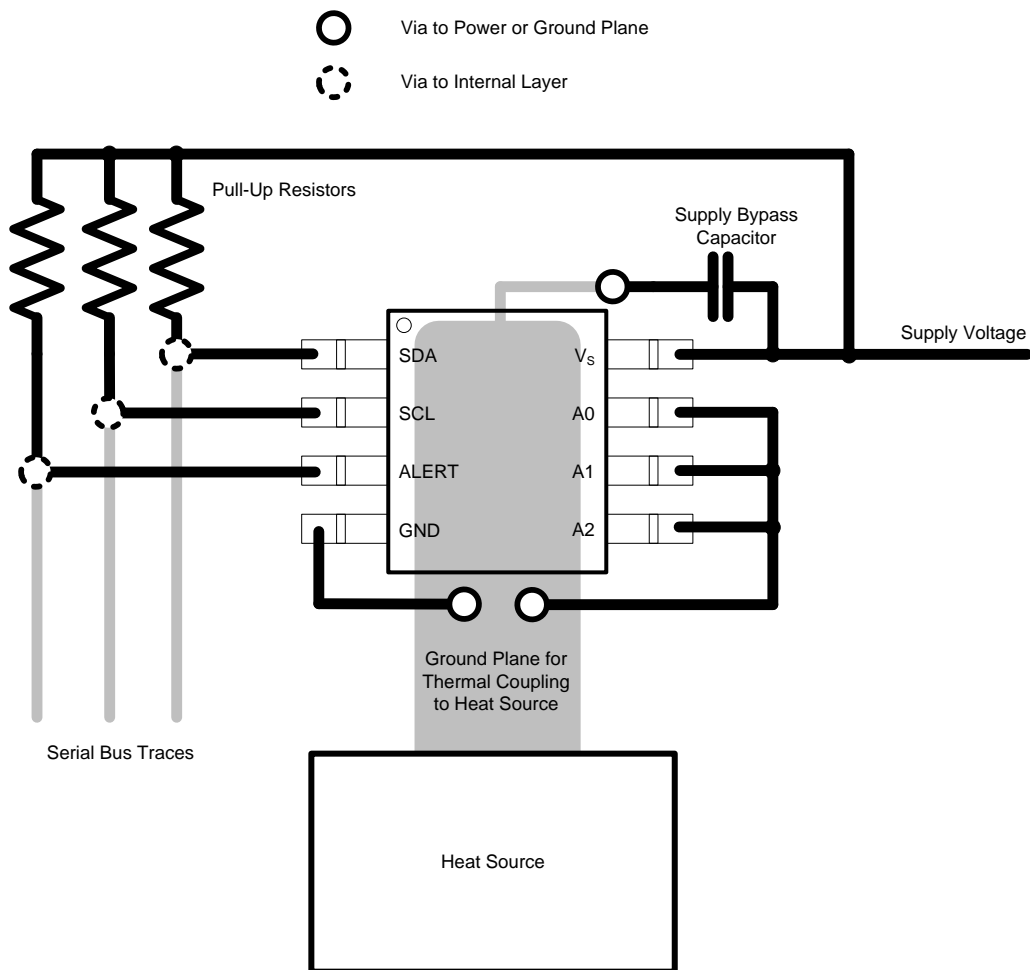 Via to Power or Ground Plane
Via to Internal Layer
Pull-Up Resistors
Supply Bypass
Capacitor
Supply Voltage
SDA
VS
SCL
A0
ALERT
A1
GND
A2
Ground Plane for
Thermal Coupling
to Heat Source
Serial Bus Traces
Heat Source